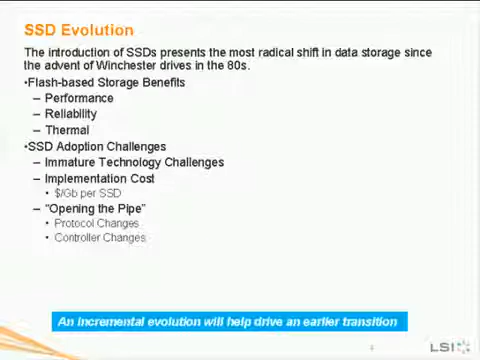 SSD Evolution
The introduction of SSDs presents the most radical shift in data storage since
the advent of Winchester drives in the 80s.
•Flash-based Storage Benefits
– Performance
– Reliability
– Thermal
•SSD Adoption Challenges
– Immature Technology Challenges
– Implementation Cost
• $/Gb per SSD
– “Opening the Pipe”
• Protocol Changes
• Controller Changes
An incremental evolution will help drive an earlier transition
LSI